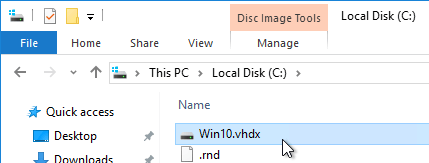 Disc Image Tools
Local Disk (C:)
File
Home
Share
View
Manage
This PC
Local Disk (C:)
Name
Quick access
Desktop
Win10.vhdx
Downloads
.rnd